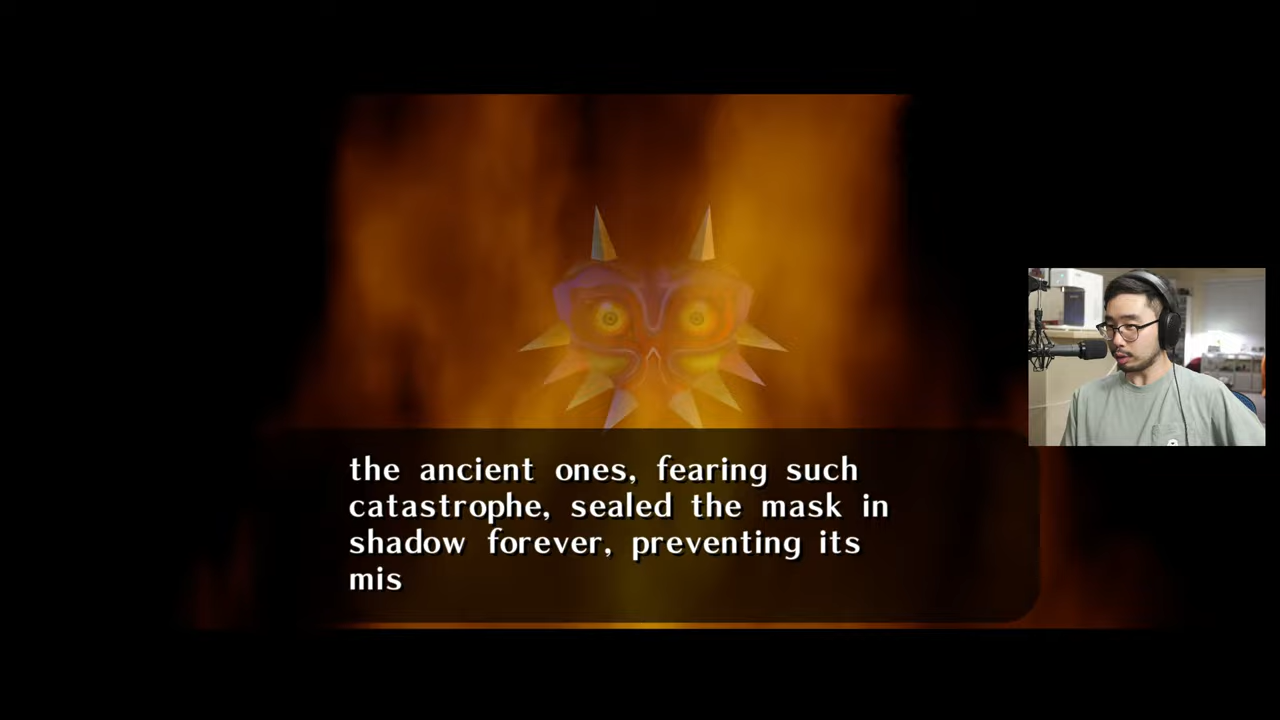 the ancient ones, fearing such
catastrophe, sealed the mask in
shadow forever, preventing its
mis